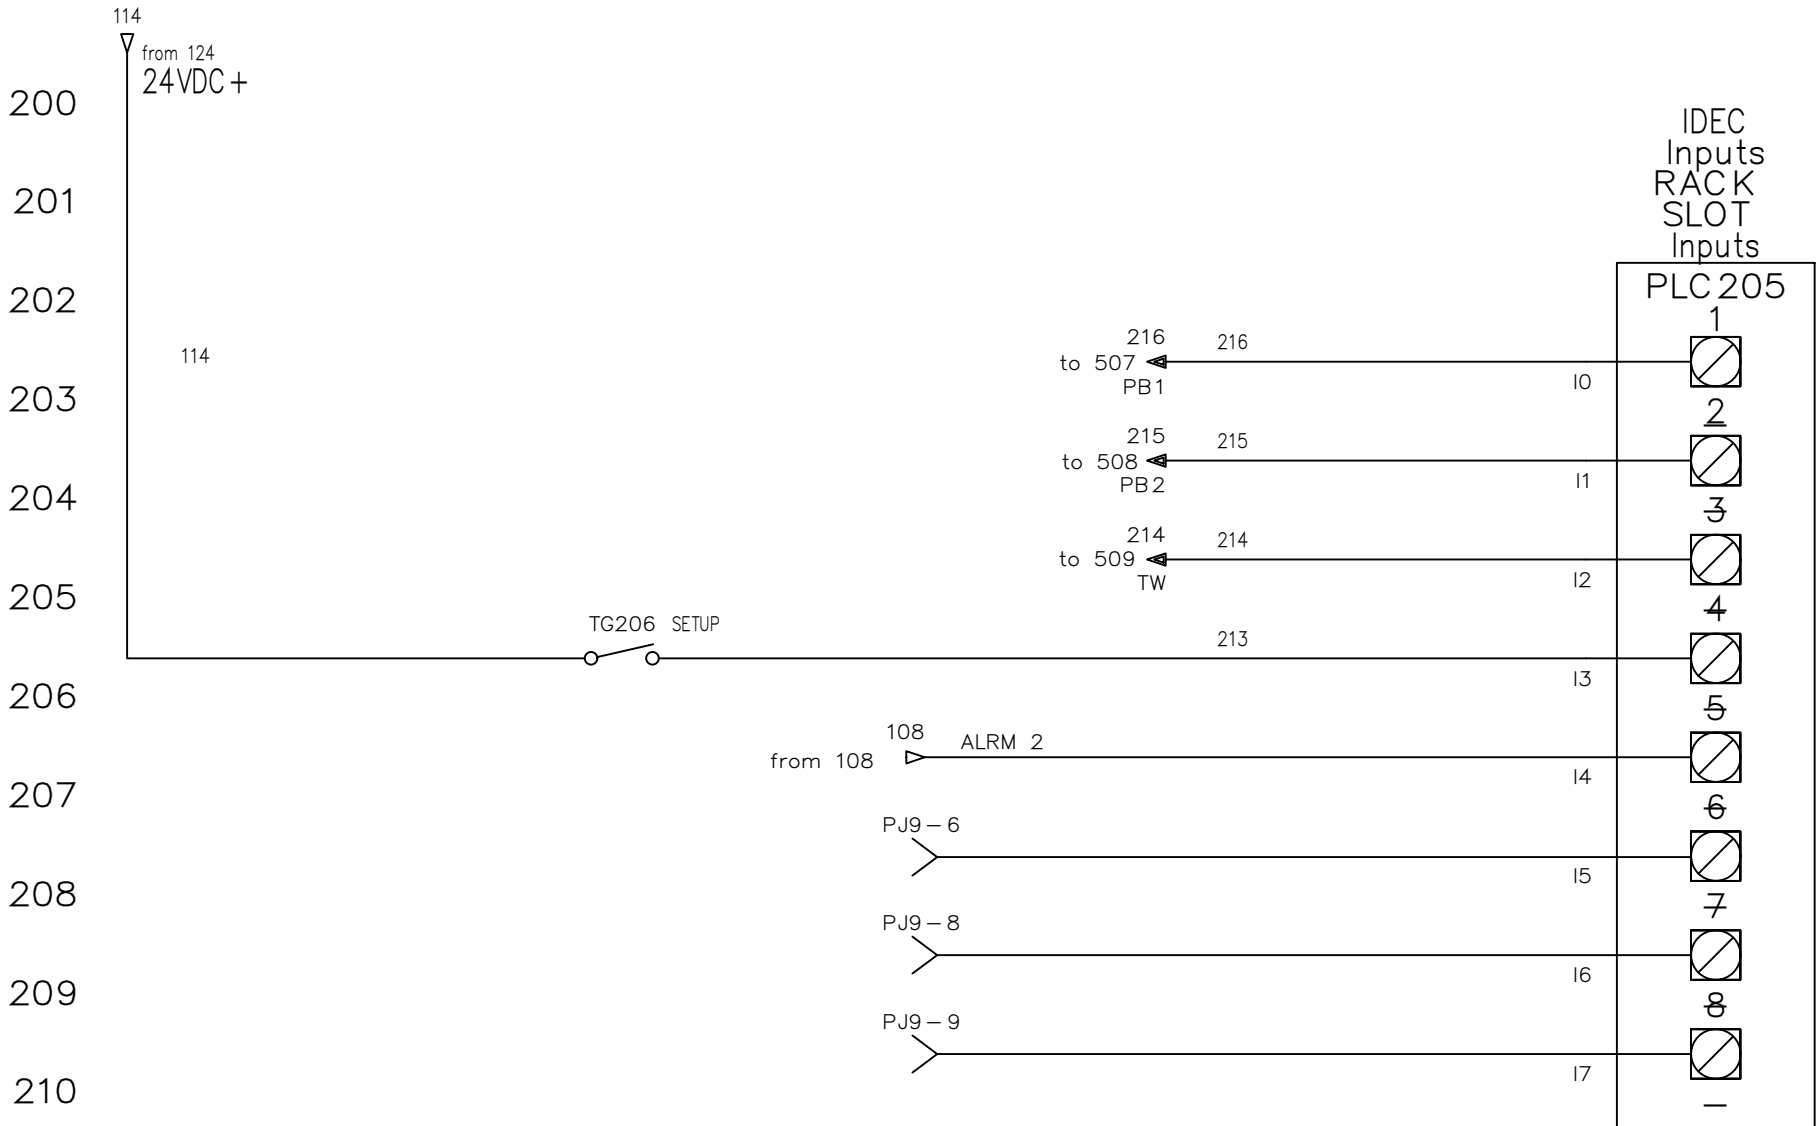 114
from 124
24VDC+
200
IDEC
Inputs
201
RACK
SLOT
Inputs
202
PLC205
1
216
216
114
to 507
PB1
I0
203
2
215
215
to 508
PB2
I1
204
3
214
214
to 509
TW
I2
205
4
TG206 SETUP
213
I3
206
5
108
ALRM 2
from 108
I4
207
6
PJ9-6
I5
208
7
PJ9-8
I6
209
8
PJ9-9
I7
210